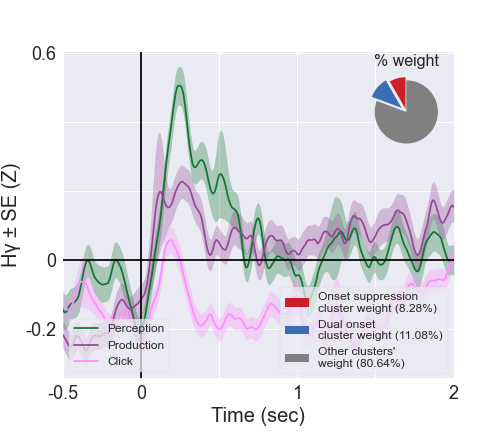 % weight
0.6
0
-0.2
Hγ ± SE (Z)
Perception
Production
Click
Onset suppression
cluster weight (8.28%)
Dual onset
cluster weight (11.08%)
Other clusters'
weight (80.64%)
-0.5 0 1 2
Time (sec)